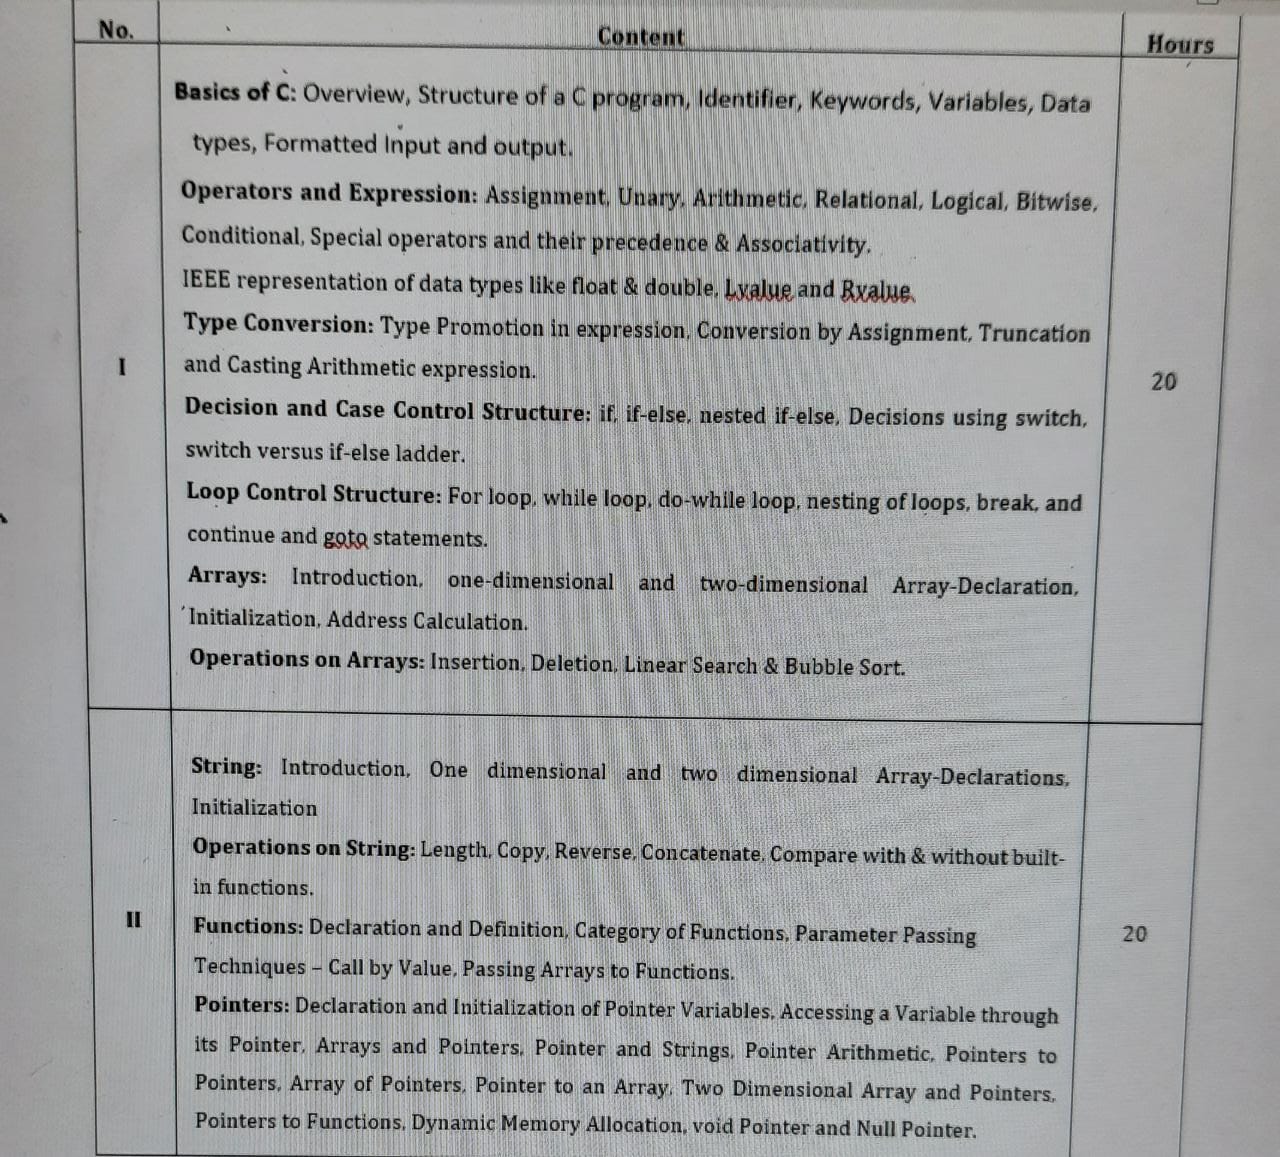 No. Content Hours
Basics of C: Overview, Structure of a C program, Identifier, Keywords, Variables, Data
types, Formatted Input and output.
Operators and Expression: Assignment, Unary, Arithmetic, Relational, Logical, Bitwise,
Conditional, Special operators and their precedence & Associativity.
IEEE representation of data types like float & double, Lvalue and Rvalue.
Type Conversion: Type Promotion in expression, Conversion by Assignment, Truncation
and Casting Arithmetic expression.
I
20
Decision and Case Control Structure: if, if-else, nested if-else, Decisions using switch,
switch versus if-else ladder.
Loop Control Structure: For loop, while loop, do-while loop, nesting of loops, break, and
continue and goto statements.
Arrays: Introduction, one-dimensional and two-dimensional Array-Declaration,
Initialization, Address Calculation.
Operations on Arrays: Insertion, Deletion, Linear Search & Bubble Sort.
String: Introduction, One dimensional and two dimensional Array-Declarations,
Initialization
Operations on String: Length, Copy, Reverse, Concatenate, Compare with & without built-
in functions.
II
20
Functions: Declaration and Definition, Category of Functions, Parameter Passing
Techniques – Call by Value, Passing Arrays to Functions.
Pointers: Declaration and Initialization of Pointer Variables, Accessing a Variable through
its Pointer, Arrays and Pointers, Pointer and Strings, Pointer Arithmetic, Pointers to
Pointers, Array of Pointers, Pointer to an Array, Two Dimensional Array and Pointers,
Pointers to Functions, Dynamic Memory Allocation, void Pointer and Null Pointer.